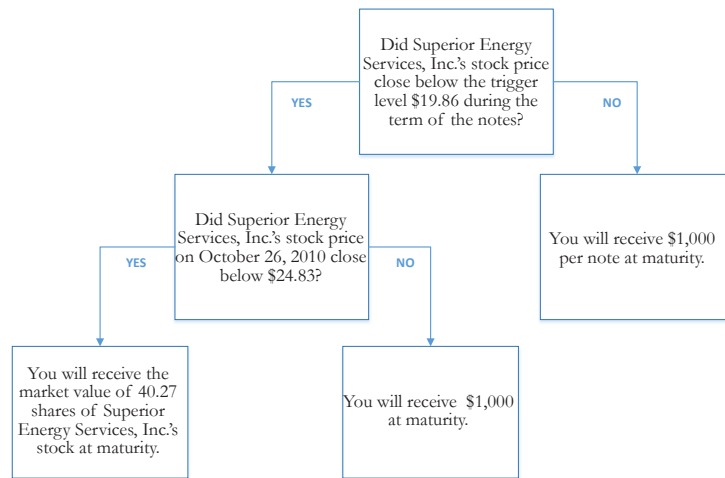 Did Superior Energy
Services, Inc.'s stock price
close below the trigger
level $19.86 during the
term of the notes?
YES
NO
Did Superior Energy
Services, Inc.'s stock price
on October 26, 2010 close
below $24.83?
You will receive $1,000
per note at maturity.
YES
NO
You will receive the
market value of 40.27
shares of Superior
Energy Services, Inc.'s
stock at maturity.
You will receive $1,000
at maturity.